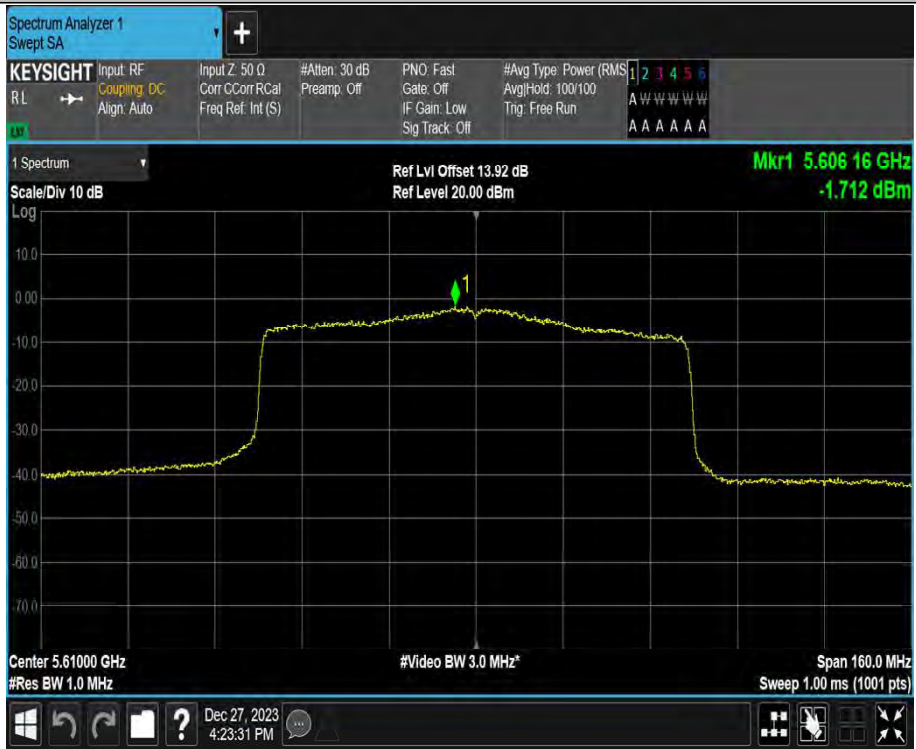 Spectrum Analyzer 1
Swept SA
+
KEYSIGHT
RL
Input: RF
Coupling: DC
Align: Auto
Input Z: 50 Ω
Corr CCorr RCal
Freq Ref: Int (S)
#Atten: 30 dB
Preamp: Off
PNO: Fast
Gate: Off
IF Gain: Low
Sig Track: Off
#Avg Type: Power (RMS
Avg|Hold: 100/100
Trig: Free Run
1 2 3 4 5 6
A W W W W W
A A A A A A
1 Spectrum
Scale/Div 10 dB
Log
Ref Lvl Offset 13.92 dB
Ref Level 20.00 dBm
Mkr1 5.606 16 GHz
-1.712 dBm
10.0
0.00
-10.0
-20.0
-30.0
-40.0
-50.0
-60.0
-70.0
1
Center 5.61000 GHz
#Res BW 1.0 MHz
#Video BW 3.0 MHz*
Span 160.0 MHz
Sweep 1.00 ms (1001 pts)
?
Dec 27, 2023
4:23:31 PM